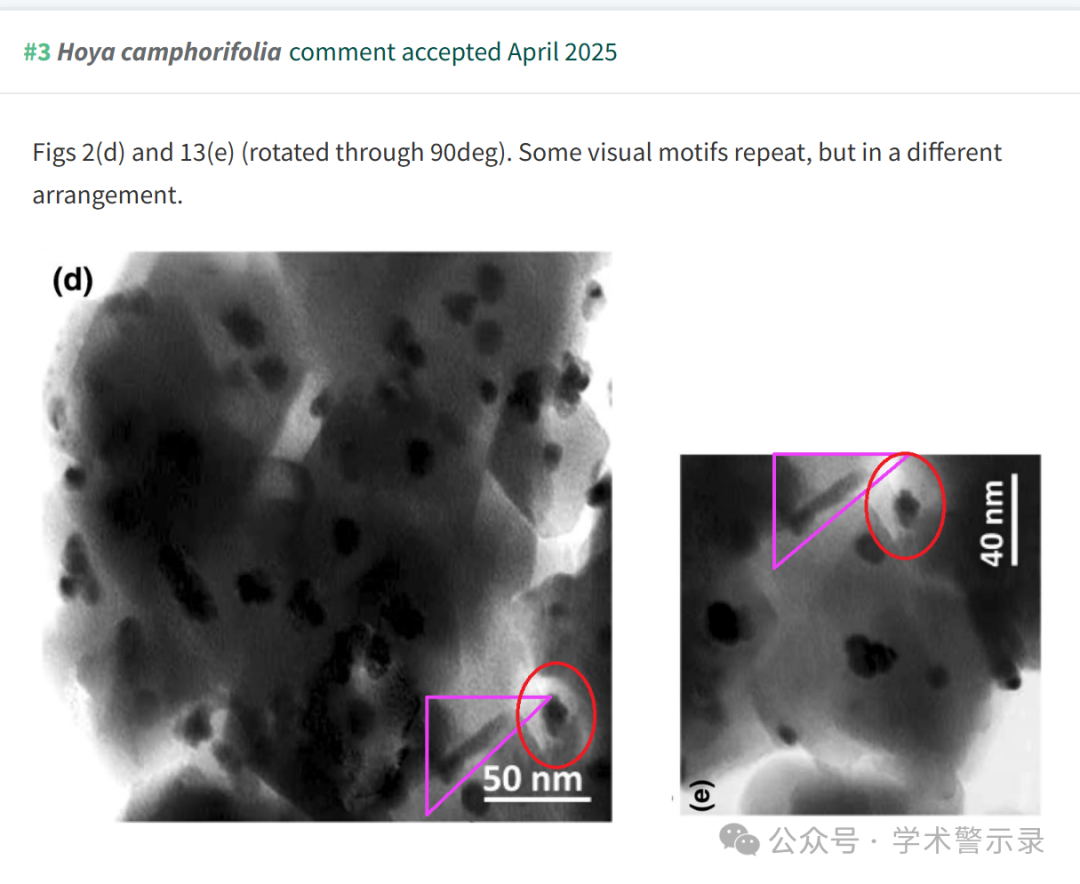 #3 Hoya camphorifolia comment accepted April 2025
Figs 2(d) and 13(e) (rotated through 90deg). Some visual motifs repeat, but in a different
arrangement.
(d)
50 nm
40 nm
(e)
公众号 · 学术警示录